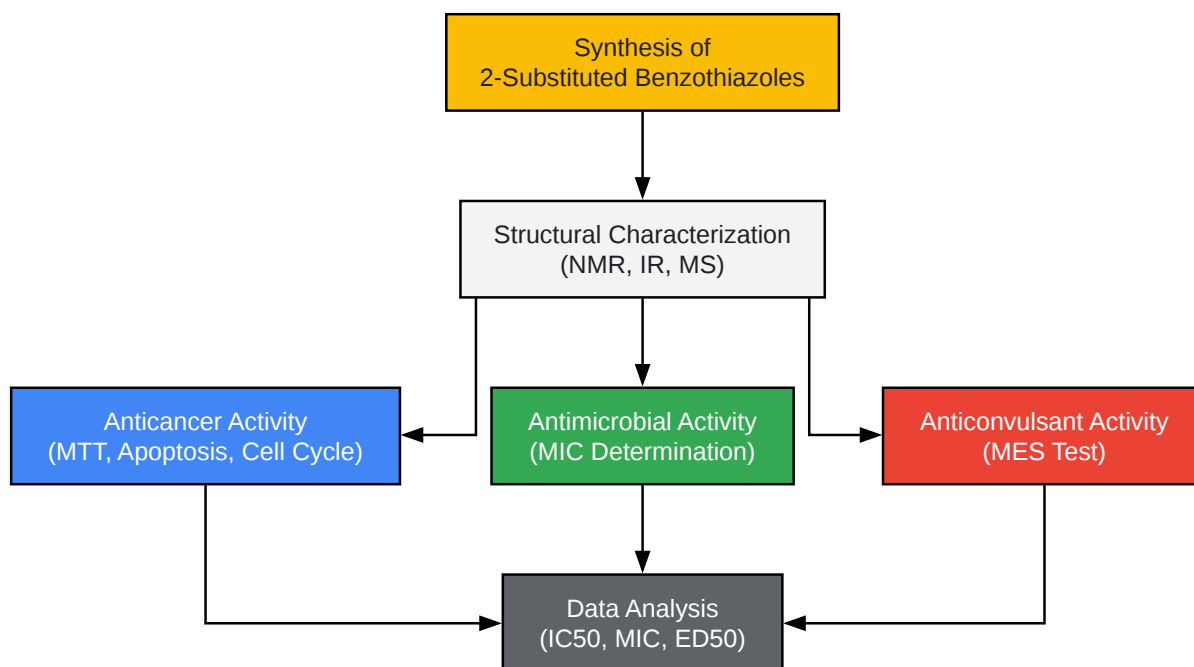 Synthesis of
2-Substituted Benzothiazoles
Structural Characterization
(NMR, IR, MS)
Anticancer Activity
(MTT, Apoptosis, Cell Cycle)
Antimicrobial Activity
(MIC Determination)
Anticonvulsant Activity
(MES Test)
Data Analysis
(IC50, MIC, ED50)